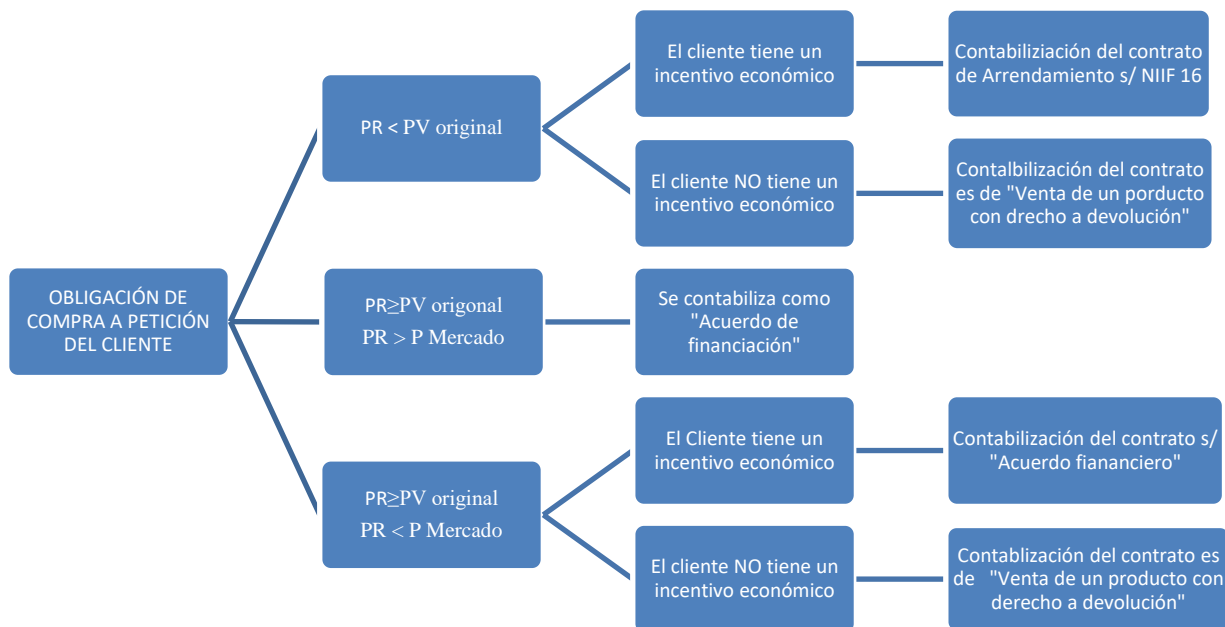 OBLIGACIÓN DE
COMPRA A PETICIÓN
DEL CLIENTE
PR < PV original
El cliente tiene un
incentivo económico
Contabiliziación del contrato
de Arrendamiento s/ NIIF 16
El cliente NO tiene un
incentivo económico
Contalbilización del contrato
es de "Venta de un porducto
con drecho a devolución"
PR≥PV origonal
PR > P Mercado
Se contabiliza como
"Acuerdo de
financiación"
PR≥PV original
PR < P Mercado
El Cliente tiene un
incentivo económico
Contabilización del contrato s/
"Acuerdo fiananciero"
El cliente NO tiene un
incentivo económico
Contablización del contrato es
de "Venta de un producto con
derecho a devolución"